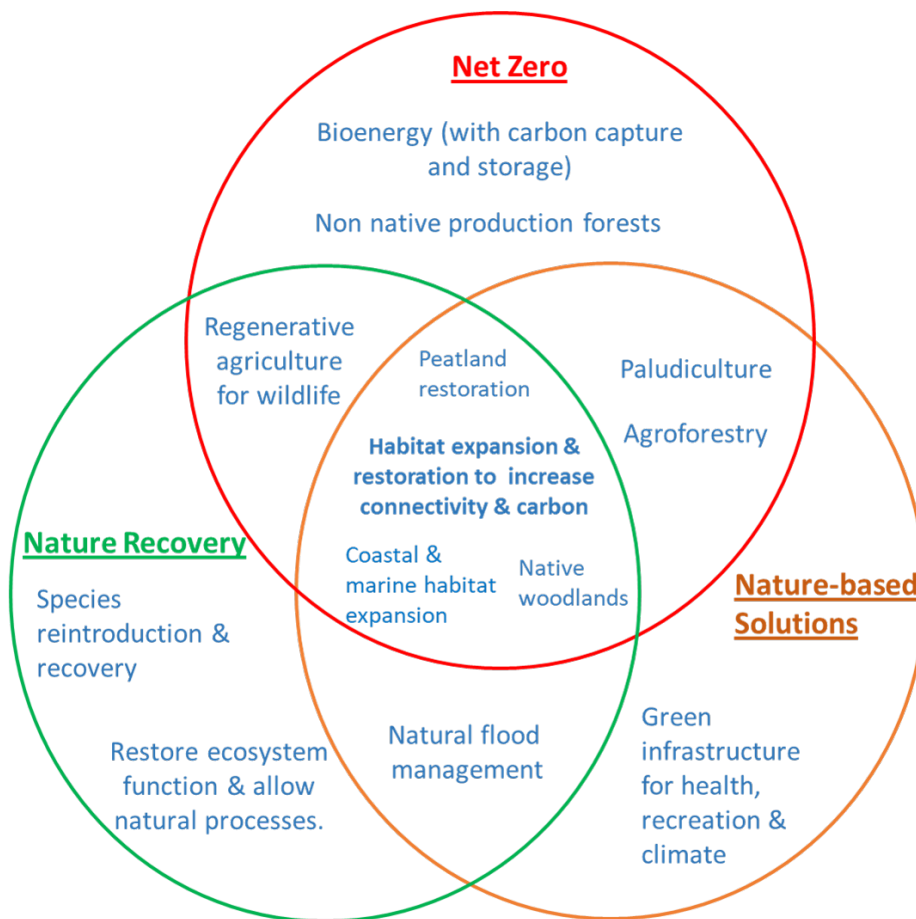 Net Zero
Bioenergy (with carbon capture
and storage)
Non native production forests
Regenerative
agriculture
for wildlife
Peatland
restoration
Paludiculture
Agroforestry
Habitat expansion &
restoration to increase
connectivity & carbon
Coastal &
marine habitat
expansion
Native
woodlands
Nature Recovery
Species
reintroduction &
recovery
Restore ecosystem
function & allow
natural processes.
Natural flood
management
Nature-based
Solutions
Green
infrastructure
for health,
recreation &
climate